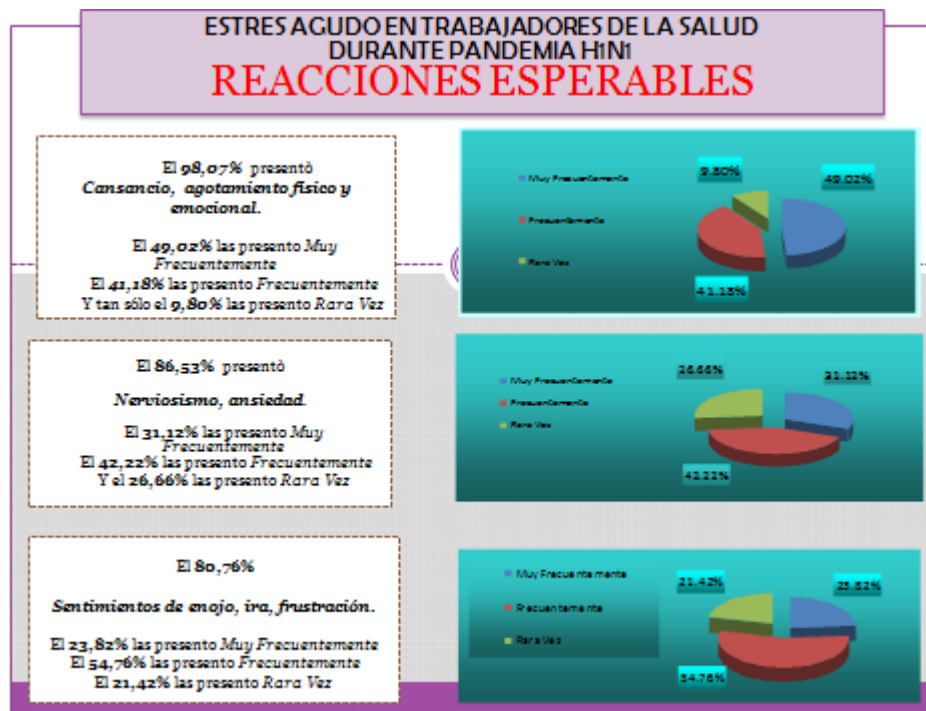 ESTRES AGUDO EN TRABAJADORES DE LA SALUD
DURANTE PANDEMIA H1N1
REACCIONES ESPERABLES
El 98,07% presentò
Cansancio, agotamiento físico y
emocional.
El 49,02% las presento Muy
Frecuentemente
El 41,18% las presento Frecuentemente
Y tan sólo el 9,80% las presento Rara Vez
Muy Frecuentemente
Frecuentemente
Rara Vez
9.80%
49.02%
41.18%
El 86,53% presentò
Nerviosismo, ansiedad.
El 31,12% las presento Muy
Frecuentemente
El 42,22% las presento Frecuentemente
Y el 26,66% las presento Rara Vez
Muy Frecuentemente
Frecuentemente
Rara Vez
26.66%
31.12%
42.22%
El 80,76%
Sentimientos de enojo, ira, frustración.
El 23,82% las presento Muy Frecuentemente
El 54,76% las presento Frecuentemente
El 21,42% las presento Rara Vez
Muy Frecuentemente
Frecuentemente
Rara Vez
21.42%
23.82%
54.76%